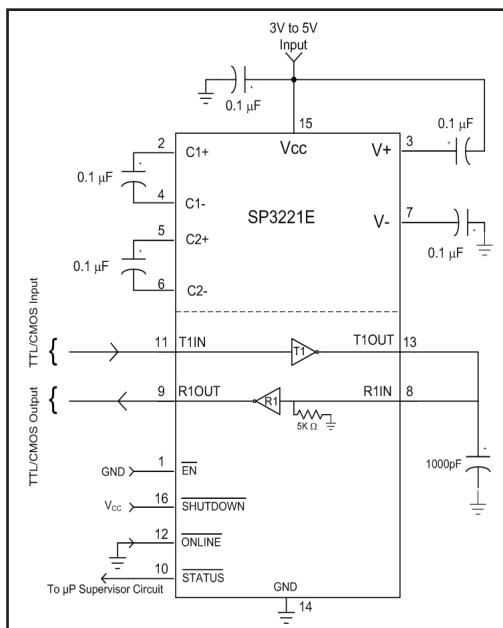 3V to 5V
Input
0.1 µF
15
Vcc
2
C1+
V+
3
0.1 µF
0.1 µF
4
C1-
SP3221E
7
V-
5
C2+
0.1 µF
0.1 µF
6
C2-
TTL/CMOS Input
11
T1IN
T1
T1OUT
13
TTL/CMOS Output
9
R1OUT
R1
R1IN
8
5K Ω
1000pF
GND
1
EN
Vcc
16
SHUTDOWN
12
ONLINE
10
STATUS
To µP Supervisor Circuit
GND
14